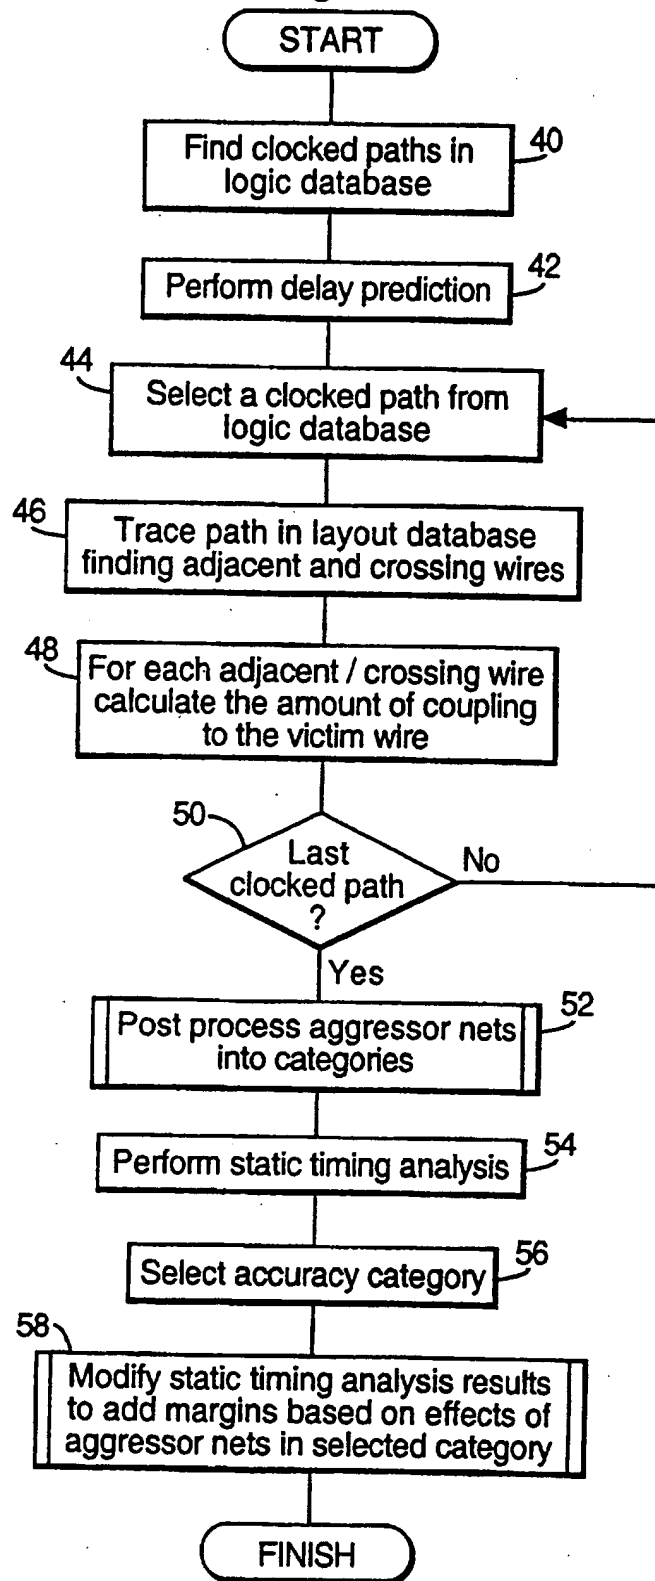 START
Find clocked paths in
logic database
40
Perform delay prediction
42
44
Select a clocked path from
logic database
46
Trace path in layout database
finding adjacent and crossing wires
48
For each adjacent / crossing wire
calculate the amount of coupling
to the victim wire
50
Last
clocked path
?
No
Yes
Post process aggressor nets
into categories
52
Perform static timing analysis
54
Select accuracy category
56
58
Modify static timing analysis results
to add margins based on effects of
aggressor nets in selected category
FINISH